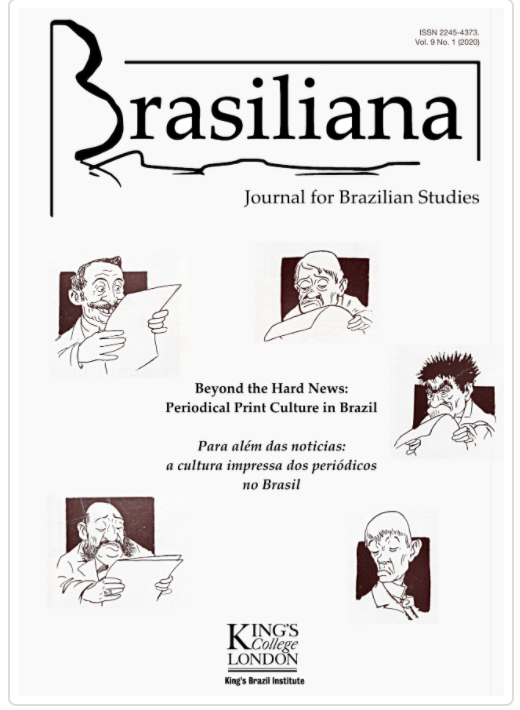 ISSN 2245-4373.
Vol. 9 No. 1 (2020)
Brasiliana
Journal for Brazilian Studies
Beyond the Hard News:
Periodical Print Culture in Brazil
Para além das noticias:
a cultura impressa dos periódicos
no Brasil
KING'S
College
LONDON
King's Brazil Institute